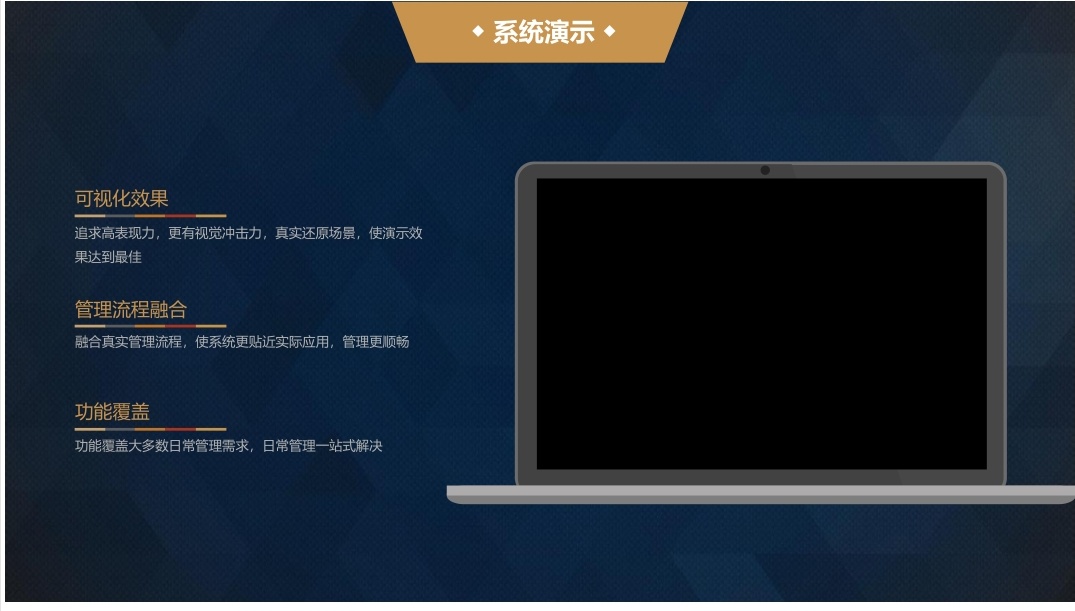 系统演示
可视化效果
追求高表现力，更有视觉冲击力，真实还原场景，使演示效
果达到最佳
管理流程融合
融合真实管理流程，使系统更贴近实际应用，管理更顺畅
功能覆盖
功能覆盖大多数日常管理需求，日常管理一站式解决